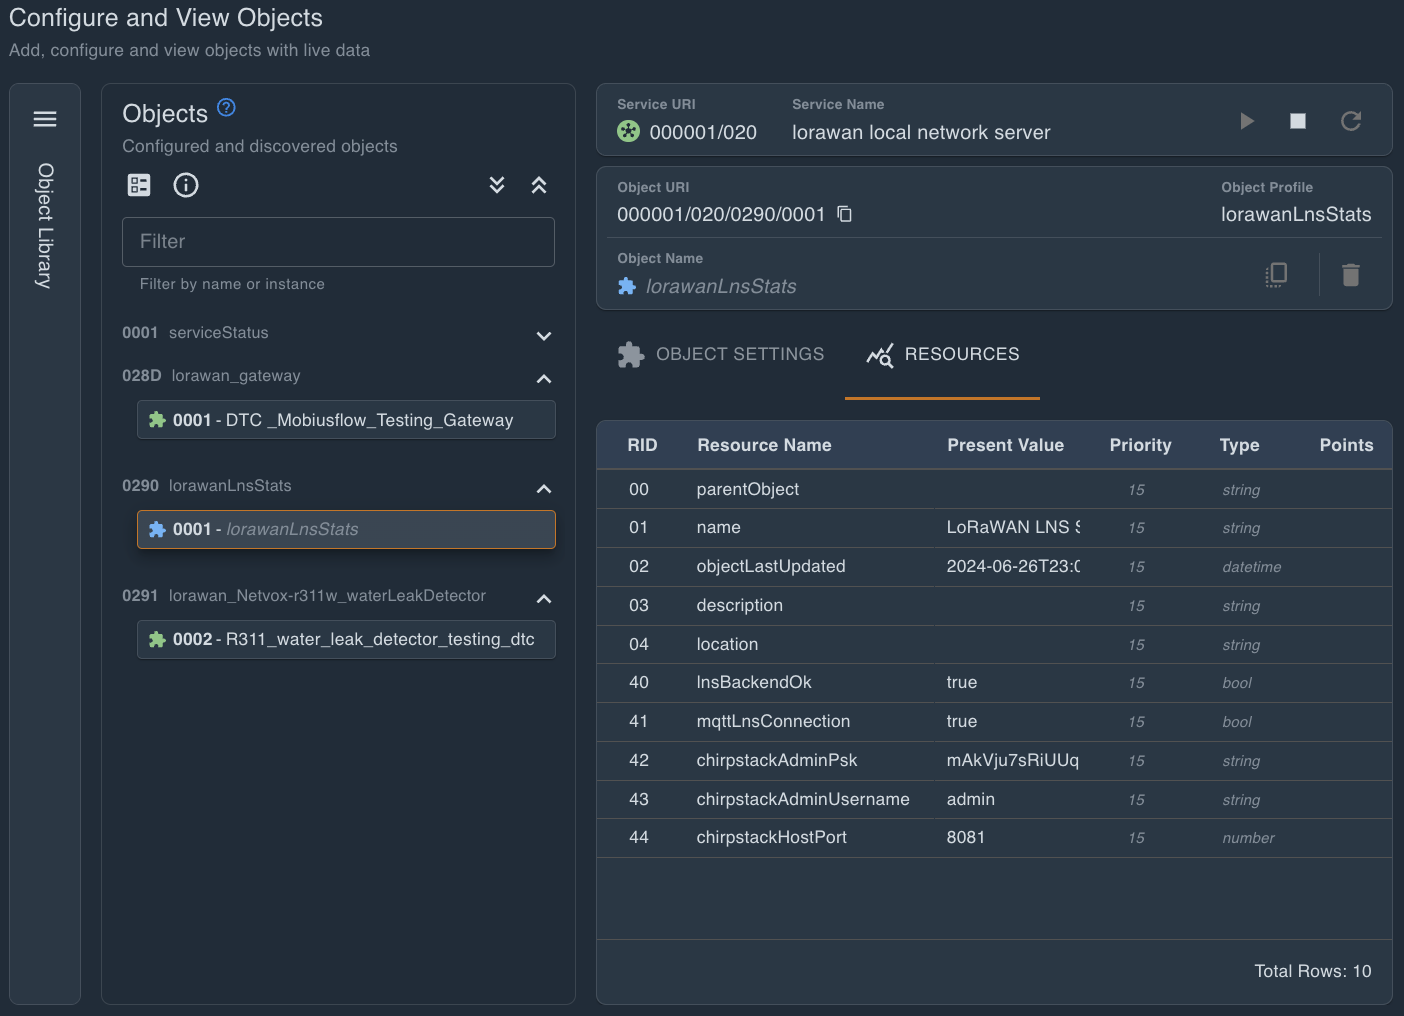 Configure and View Objects
Add, configure and view objects with live data
Object Library
Objects
Configured and discovered objects
Filter
Filter by name or instance
0001 serviceStatus
028D lorawan_gateway
0001 - DTC _Mobiusflow_Testing_Gateway
0290 lorawanLnsStats
0001 - lorawanLnsStats
0291 lorawan_Netvox-r311w_waterLeakDetector
0002 - R311_water_leak_detector_testing_dtc
Service URI Service Name
000001/020 lorawan local network server
Object URI Object Profile
000001/020/0290/0001 lorawanLnsStats
Object Name
lorawanLnsStats
OBJECT SETTINGS RESOURCES
RID Resource Name Present Value Priority Type Points
00 parentObject 15 string
01 name LoRaWAN LNS S 15 string
02 objectLastUpdated 2024-06-26T23:0 15 datetime
03 description 15 string
04 location 15 string
40 lnsBackendOk true 15 bool
41 mqttLnsConnection true 15 bool
42 chirpstackAdminPsk mAkVju7sRiUUq 15 string
43 chirpstackAdminUsername admin 15 string
44 chirpstackHostPort 8081 15 number
Total Rows: 10